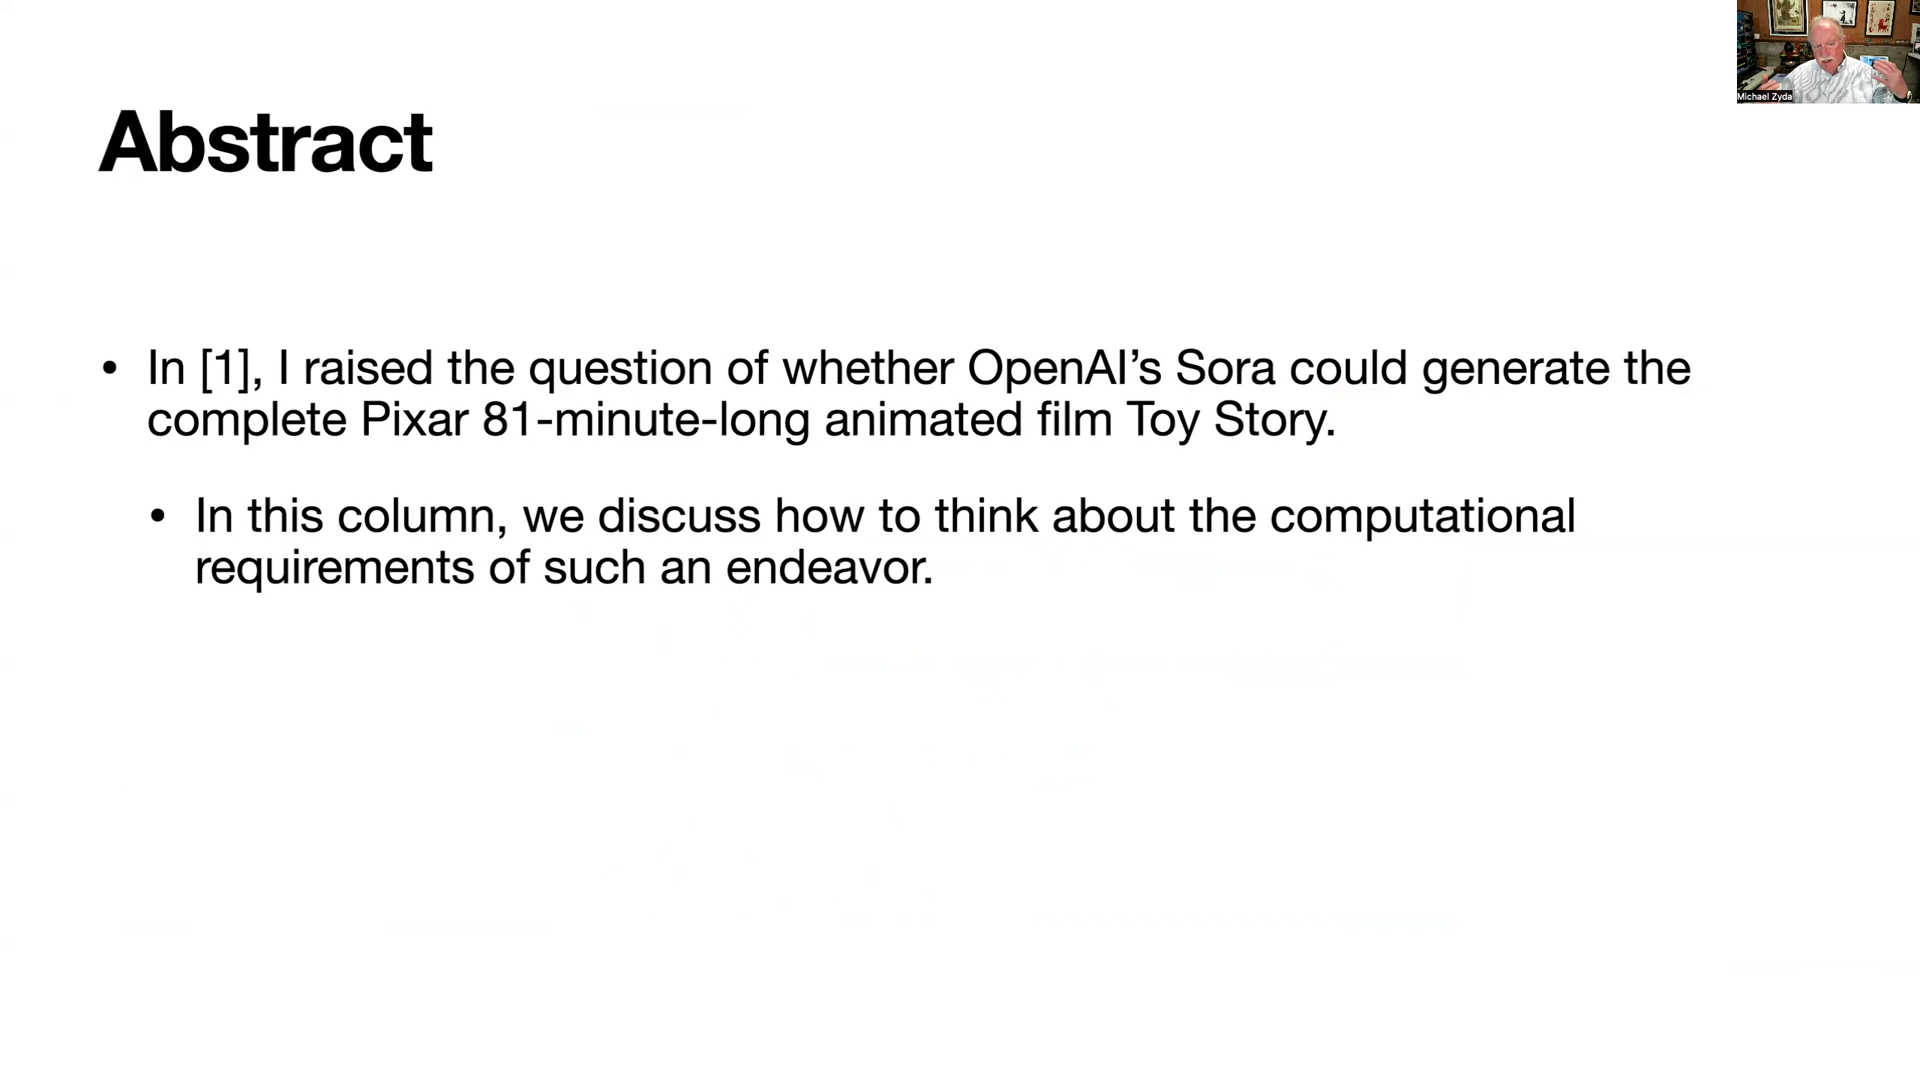 Michael Zyda
Abstract
• In [1], I raised the question of whether OpenAI’s Sora could generate the
complete Pixar 81-minute-long animated film Toy Story.
• In this column, we discuss how to think about the computational
requirements of such an endeavor.